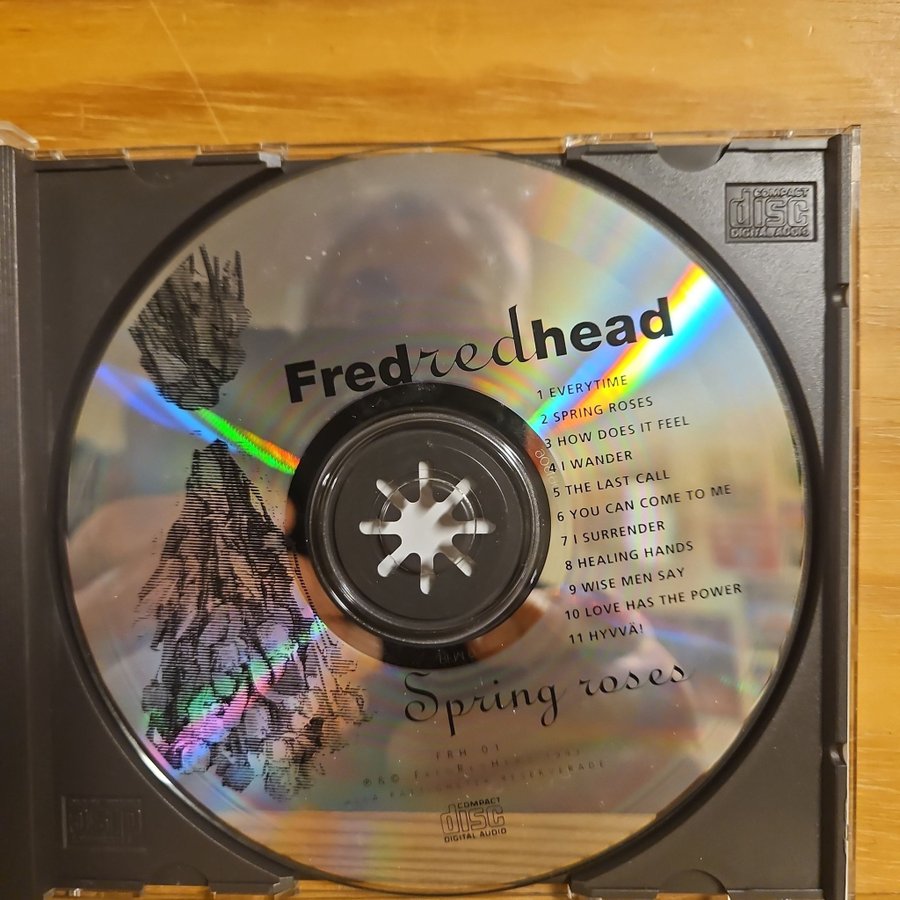 COMPACT
disc
DIGITAL AUDIO
Fredredhead
1 EVERYTIME
2 SPRING ROSES
3 HOW DOES IT FEEL
4 I WANDER
5 THE LAST CALL
6 YOU CAN COME TO ME
7 I SURRENDER
8 HEALING HANDS
9 WISE MEN SAY
10 LOVE HAS THE POWER
11 HYVVÄ!
Spring roses
FRH 01
℗ & © FREDREDHEAD
RESERVERADE
COMPACT
disc
DIGITAL AUDIO